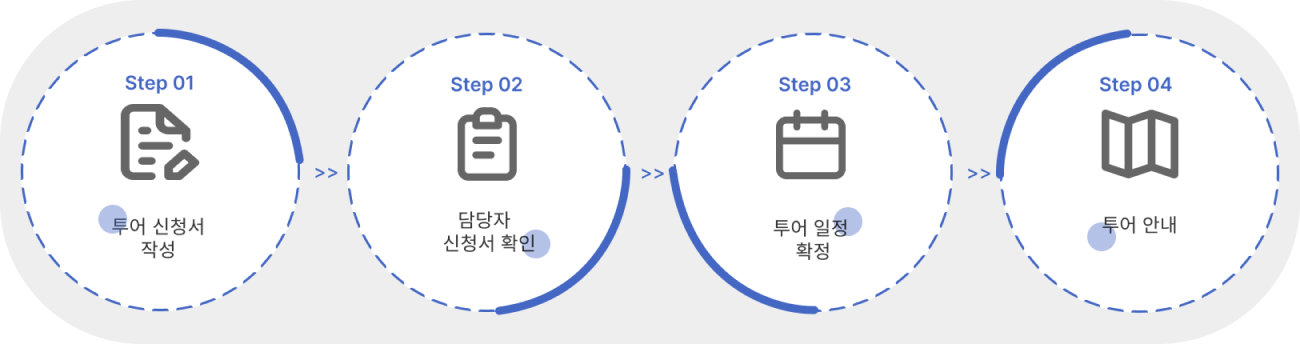 Step 01
투어 신청서
작성
>>
Step 02
담당자
신청서 확인
>>
Step 03
투어 일정
확정
>>
Step 04
투어 안내